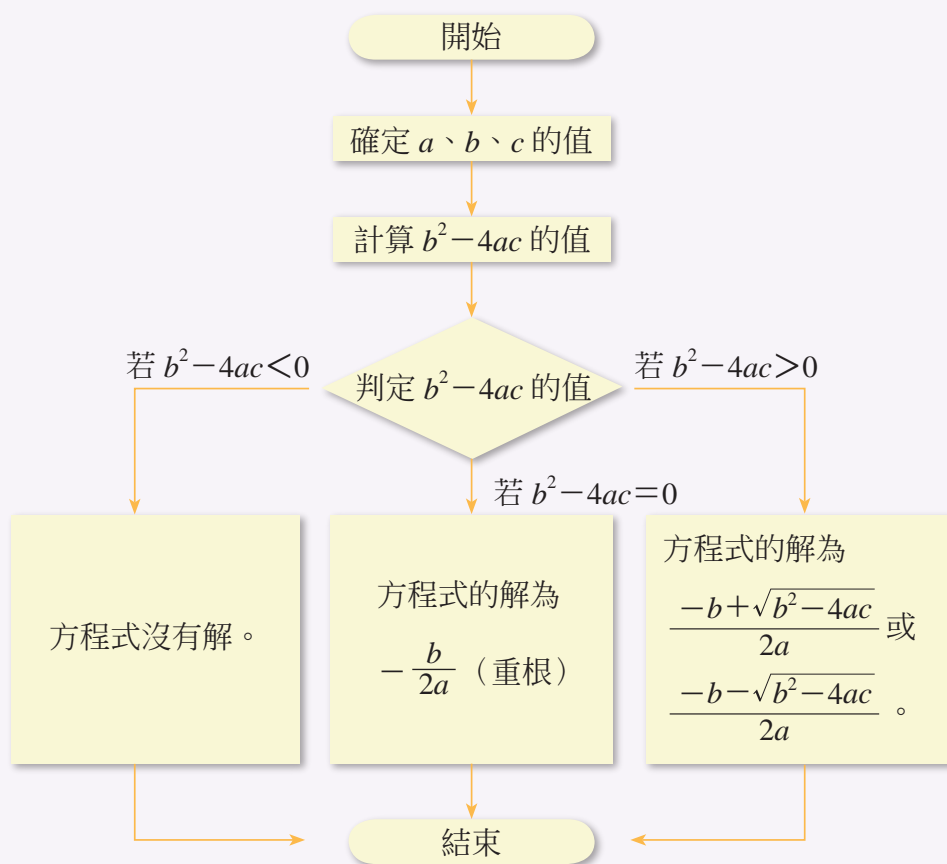 開始
確定 a、b、c 的值
計算 b²－4ac 的值
判定 b²－4ac 的值
若 b²－4ac＜0
若 b²－4ac＝0
若 b²－4ac＞0
方程式沒有解。
方程式的解為
－b/2a（重根）
方程式的解為
(－b＋√(b²－4ac))/2a 或
(－b－√(b²－4ac))/2a。
結束